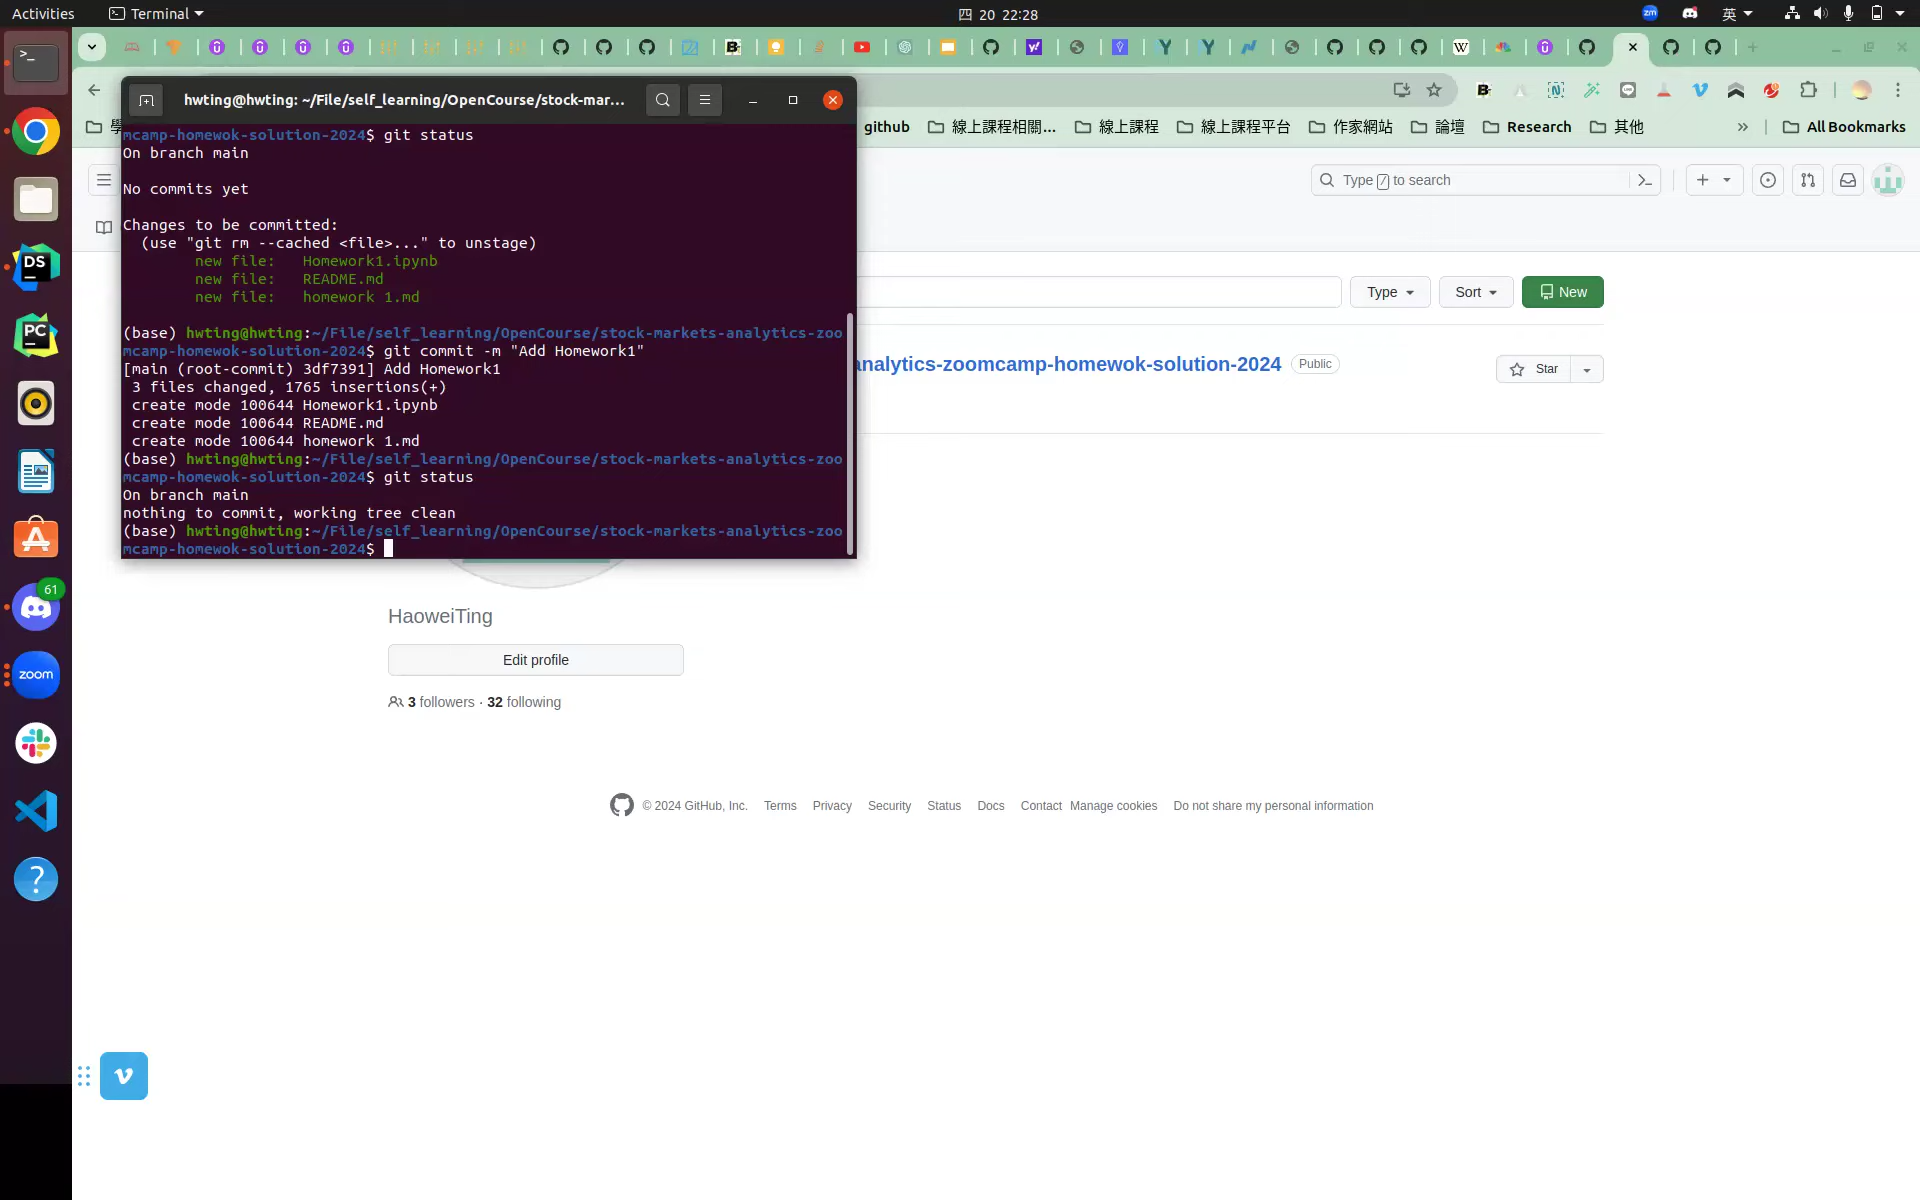 Activities
Terminal
四 20 22:28
zm
英
hwting@hwting: ~/File/self_learning/OpenCourse/stock-mar...
學
github
線上課程相關...
線上課程
線上課程平台
作家網站
論壇
Research
其他
»
All Bookmarks
mcamp-homewok-solution-2024$ git status
On branch main
No commits yet
Changes to be committed:
(use "git rm --cached <file>..." to unstage)
new file:   Homework1.ipynb
new file:   README.md
new file:   homework 1.md
(base) hwting@hwting:~/File/self_learning/OpenCourse/stock-markets-analytics-zoo
mcamp-homewok-solution-2024$ git commit -m "Add Homework1"
[main (root-commit) 3df7391] Add Homework1
3 files changed, 1765 insertions(+)
create mode 100644 Homework1.ipynb
create mode 100644 README.md
create mode 100644 homework 1.md
(base) hwting@hwting:~/File/self_learning/OpenCourse/stock-markets-analytics-zoo
mcamp-homewok-solution-2024$ git status
On branch main
nothing to commit, working tree clean
(base) hwting@hwting:~/File/self_learning/OpenCourse/stock-markets-analytics-zoo
mcamp-homewok-solution-2024$
Type / to search
Type
Sort
New
analytics-zoomcamp-homewok-solution-2024
Public
Star
HaoweiTing
Edit profile
3 followers · 32 following
© 2024 GitHub, Inc.
Terms
Privacy
Security
Status
Docs
Contact
Manage cookies
Do not share my personal information
DS
PC
61
zoom